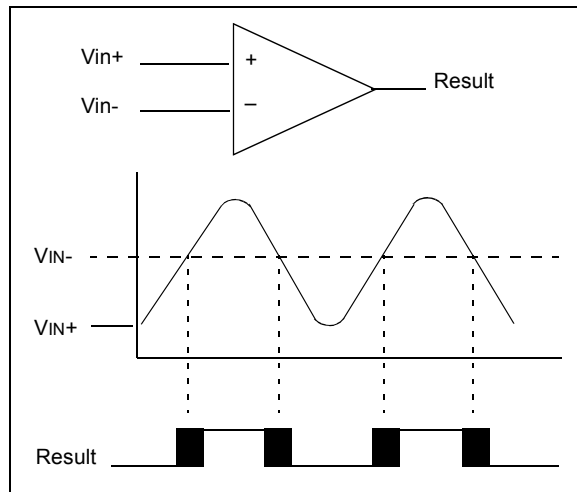 Vin+
+
Result
Vin-
–
VIN-
VIN+
Result